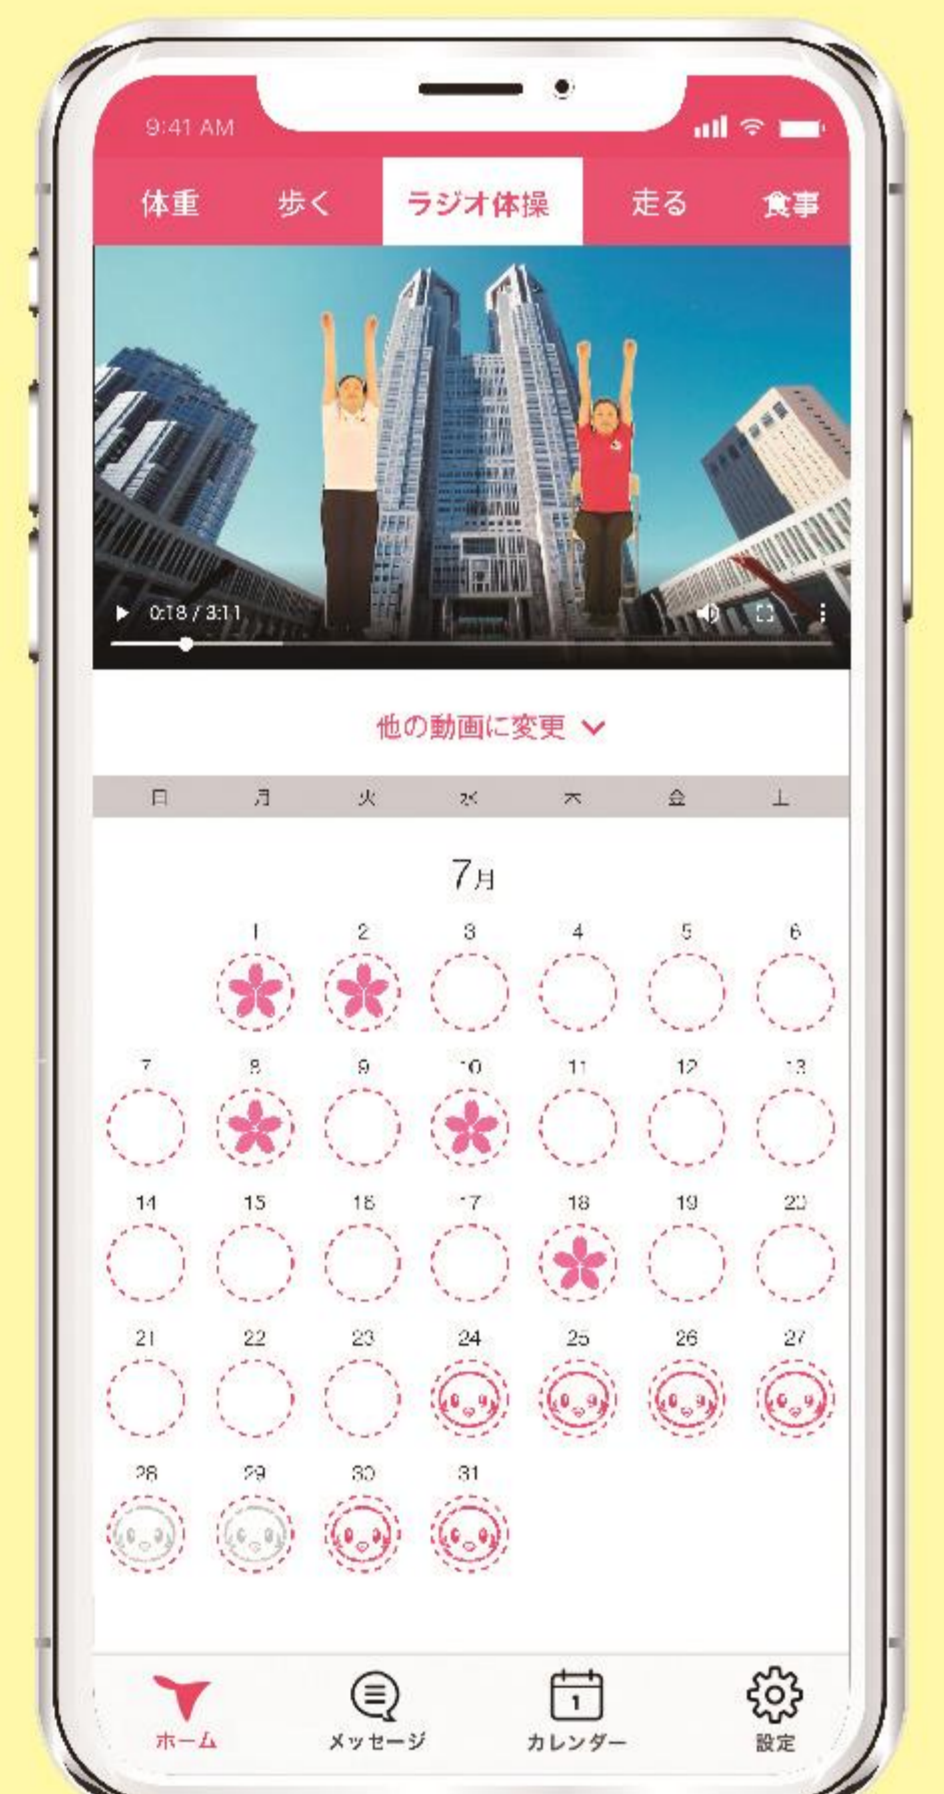 9:41 AM
体重 歩く ラジオ体操 走る 食事
0:18 / 3:11
他の動画に変更
日 月 火 水 木 金 土
7月
1 2 3 4 5 6
7 8 9 10 11 12 13
14 15 16 17 18 19 20
21 22 23 24 25 26 27
28 29 30 31
1
ホーム メッセージ カレンダー 設定